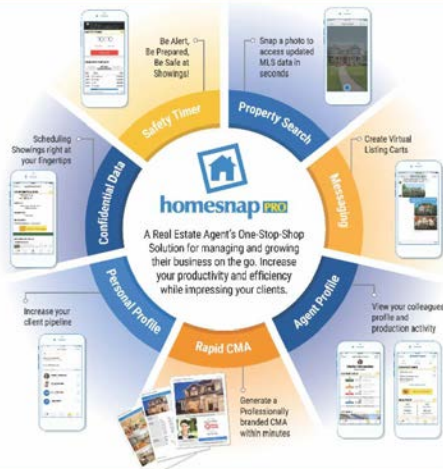 Be Alert,
Be Prepared,
Be Safe at
Showings!
Safety Timer
Snap a photo to
access updated
MLS data in
seconds
Property Search
Create Virtual
Listing Carts
Messaging
View your colleagues
profile and
production activity
Agent Profile
Generate a
Professionally
branded CMA
within minutes
Rapid CMA
Increase your
client pipeline
Personal Profile
Scheduling
Showings right at
your fingertips
Confidential Data
homesnap PRO
A Real Estate Agent's One-Stop-Shop
Solution for managing and growing
their business on the go. Increase
your productivity and efficiency
while impressing your clients.